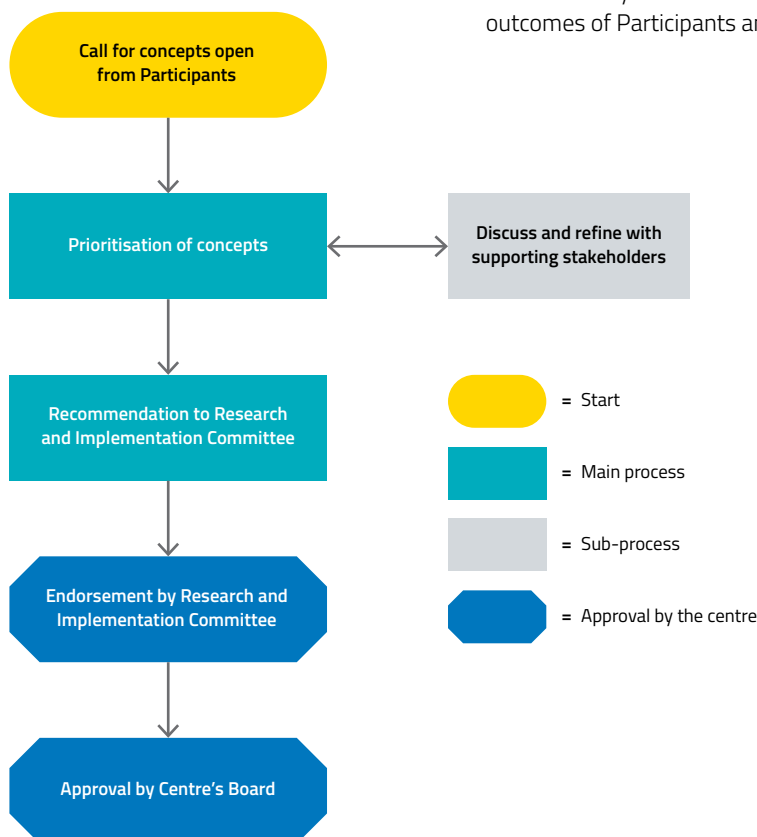 outcomes of Participants
Call for concepts open
from Participants
Prioritisation of concepts
Discuss and refine with
supporting stakeholders
Recommendation to Research
and Implementation Committee
= Start
= Main process
= Sub-process
Endorsement by Research and
Implementation Committee
= Approval by the centre
Approval by Centre's Board